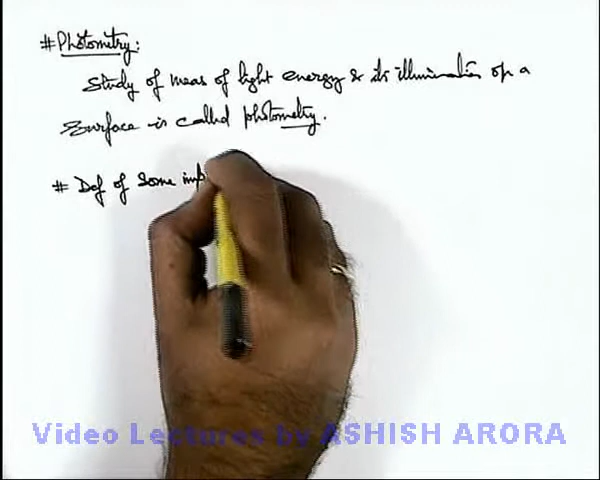 # Photometry:
Study of meas of light energy & its illumination of a
Surface is called photometry.
# Def of Some imp
Video Lectures by ASHISH ARORA